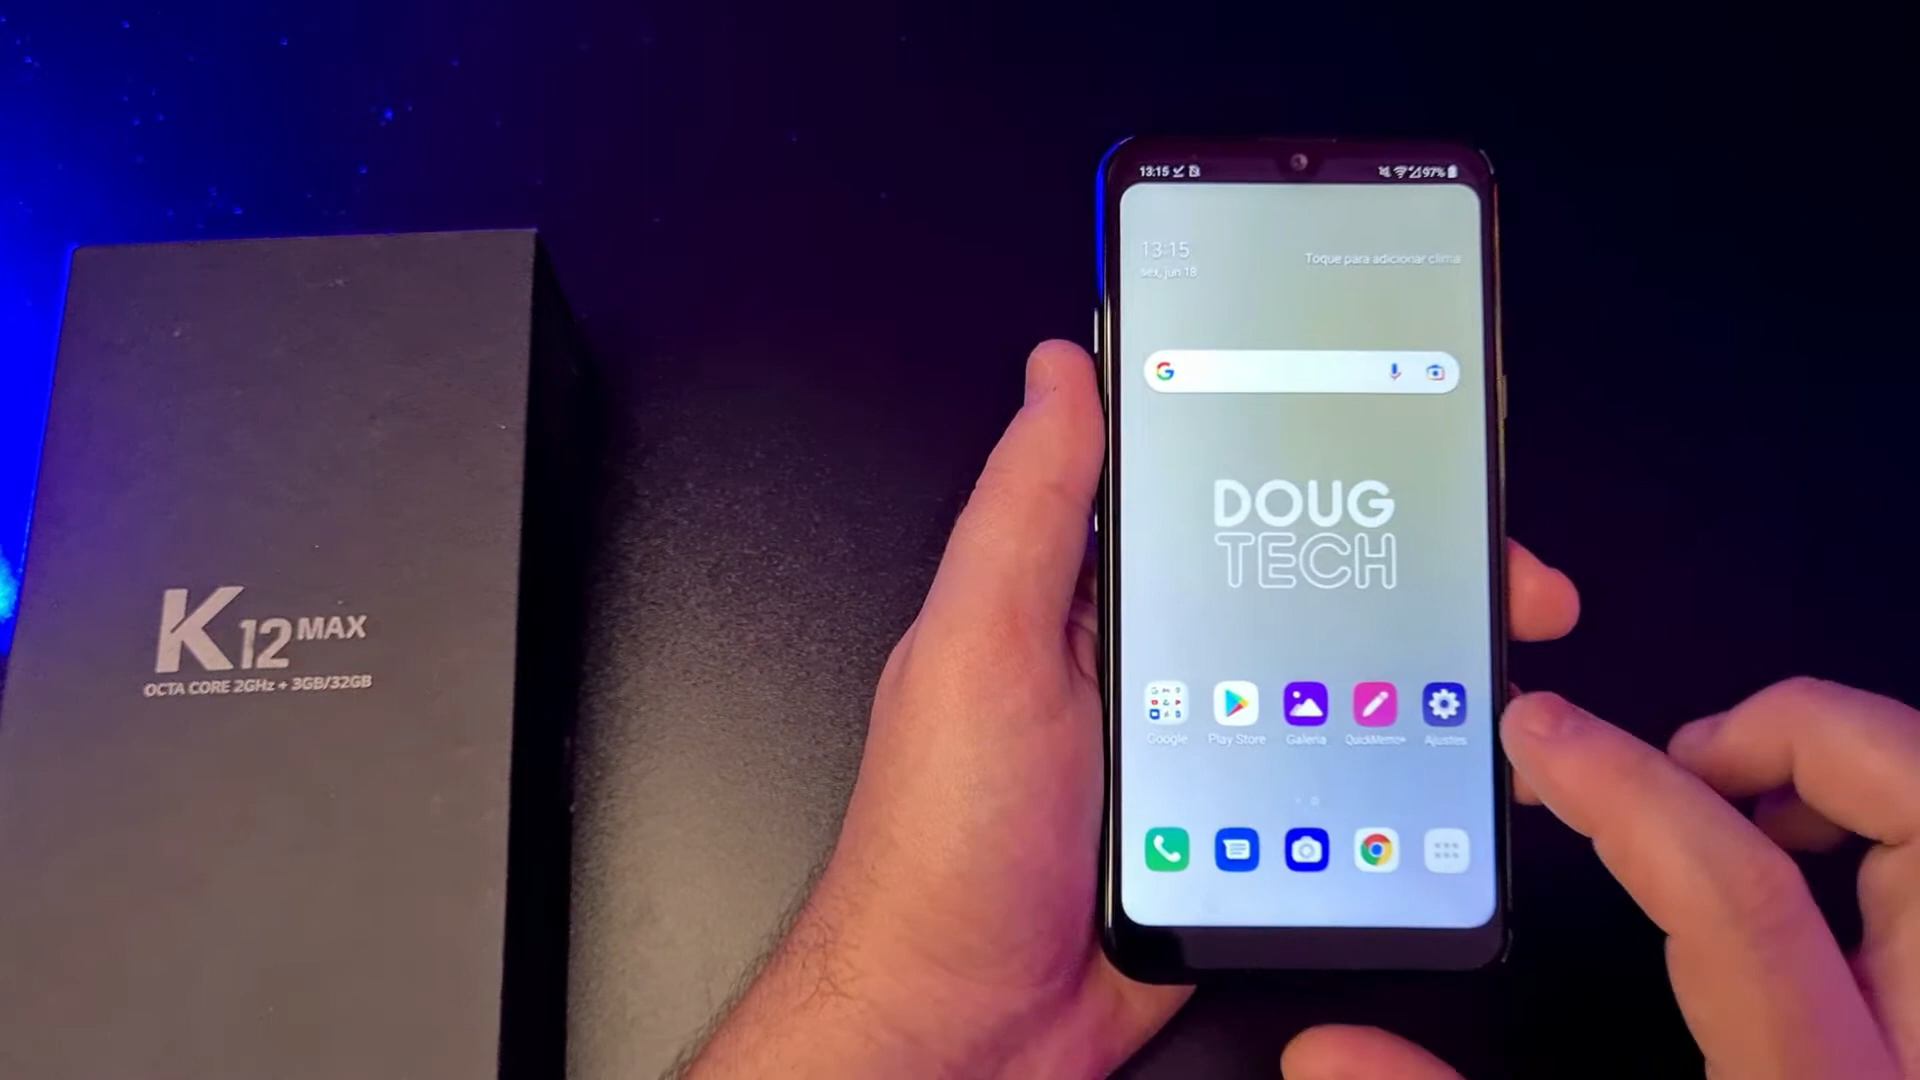 K12 MAX
OCTA CORE 2GHz + 3GB/32GB
13:15
97%
13:15
sex, jun 18
Toque para adicionar clima
DOUG
TECH
Google
Play Store
Galeria
QuickMemo+
Ajustes